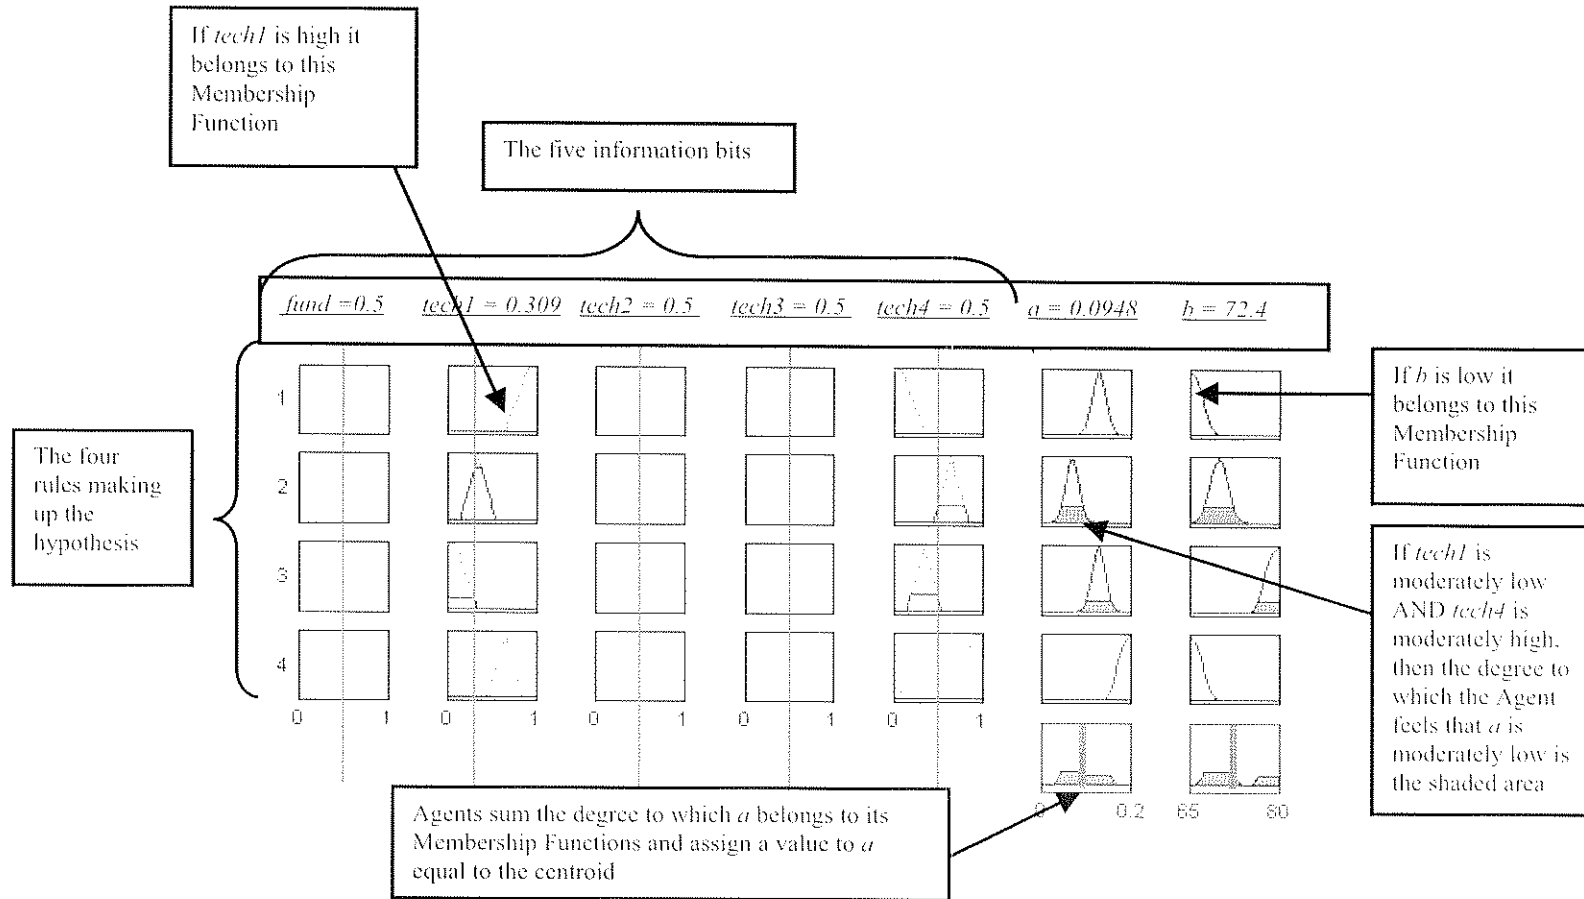 If tech1 is high it
belongs to this
Membership
Function
The five information bits
fund =0.5 tech1 = 0.309 tech2 = 0.5 tech3 = 0.5 tech4 = 0.5 a = 0.0948 b = 72.4
The four
rules making
up the
hypothesis
1
2
3
4
0 1 0 1 0 1 0 1 0 1
0 0.2 65 80
If b is low it
belongs to this
Membership
Function
If tech1 is
moderately low
AND tech4 is
moderately high,
then the degree to
which the Agent
feels that a is
moderately low is
the shaded area
Agents sum the degree to which a belongs to its
Membership Functions and assign a value to a
equal to the centroid